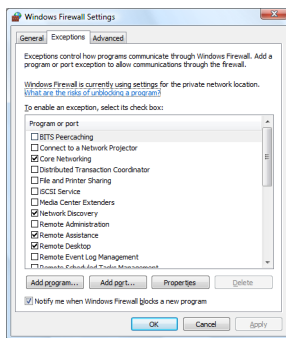 Windows Firewall Settings
General Exceptions Advanced
Exceptions control how programs communicate through Windows Firewall. Add a
program or port exception to allow communications through the firewall.
Windows Firewall is currently using settings for the private network location.
What are the risks of unblocking a program?
To enable an exception, select its check box:
Program or port
BITS Peercaching
Connect to a Network Projector
Core Networking
Distributed Transaction Coordinator
File and Printer Sharing
iSCSI Service
Media Center Extenders
Network Discovery
Remote Administration
Remote Assistance
Remote Desktop
Remote Event Log Management
Remote Scheduled Tasks Management
Add program... Add port... Properties Delete
Notify me when Windows Firewall blocks a new program
OK Cancel Apply